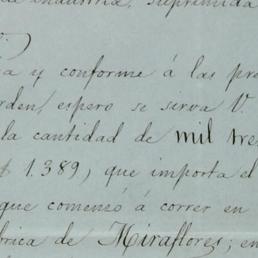 industria, suprimida
y conforme á las pre
rden, espero se sirva V.
la cantidad de mil tre
1.389), que importa el
que comenzó á correr en
brica de Miraflores; en